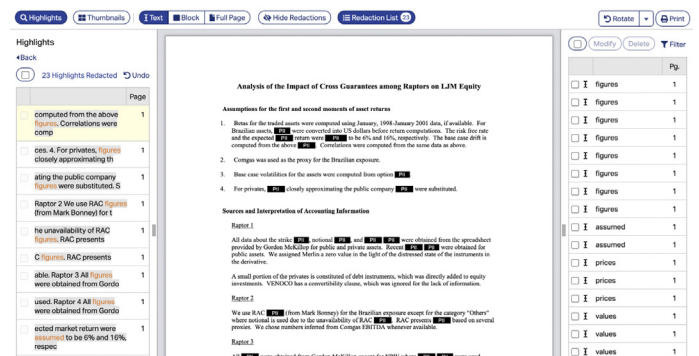 Highlights
Thumbnails
Text
Block
Full Page
Hide Redactions
Redaction List 23
Rotate
Print
Highlights
Back
23 Highlights Redacted
Undo
Page
computed from the above 1
figures. Correlations were
comp
ces. 4. For privates, figures 1
closely approximating th
ating the public company 1
figures were substituted. S
Raptor 2 We use RAC figures 1
(from Mark Bonney) for t
he unavailability of RAC 1
figures. RAC presents
C figures. RAC presents 1
able. Raptor 3 All figures 1
were obtained from Gordo
used. Raptor 4 All figures 1
were obtained from Gordo
ected market return were 1
assumed to be 6% and 16%,
respec
Analysis of the Impact of Cross Guarantees among Raptors on LJM Equity
Assumptions for the first and second moments of asset returns
1. Betas for the traded assets were computed using January, 1998-January 2001 data, if available. For
Brazilian assets, PII were converted into US dollars before return computations. The risk free rate
and the expected PII return were PII to be 6% and 16%, respectively. The base case drift is
computed from the above PII. Correlations were computed from the same data as above.
2. Comgas was used as the proxy for the Brazilian exposure.
3. Base case volatilities for the assets were computed from option PII
4. For privates, PII closely approximating the public company PII were substituted.
Sources and Interpretation of Accounting Information
Raptor 1
All data about the strike PII, notional PII, and PII PII were obtained from the spreadsheet
provided by Gordon McKillop for public and private assets. Recent PII PII were obtained for
public assets. We assigned Merlin a zero value in the light of the distressed state of the instruments in
the derivative.
A small portion of the privates is constituted of debt instruments, which was directly added to equity
investments. VENOCO has a convertibility clause, which was ignored for the lack of information.
Raptor 2
We use RAC PII (from Mark Bonney) for the Brazilian exposure except for the category "Others"
where notional is used due to the unavailability of RAC PII. RAC presents PII based on several
proxies. We chose numbers inferred from Comgas EBITDA whenever available.
Raptor 3
Modify
Delete
Filter
Pg.
figures 1
figures 1
figures 1
figures 1
figures 1
figures 1
figures 1
figures 1
assumed 1
assumed 1
prices 1
prices 1
prices 1
values 1
values 1
values 1